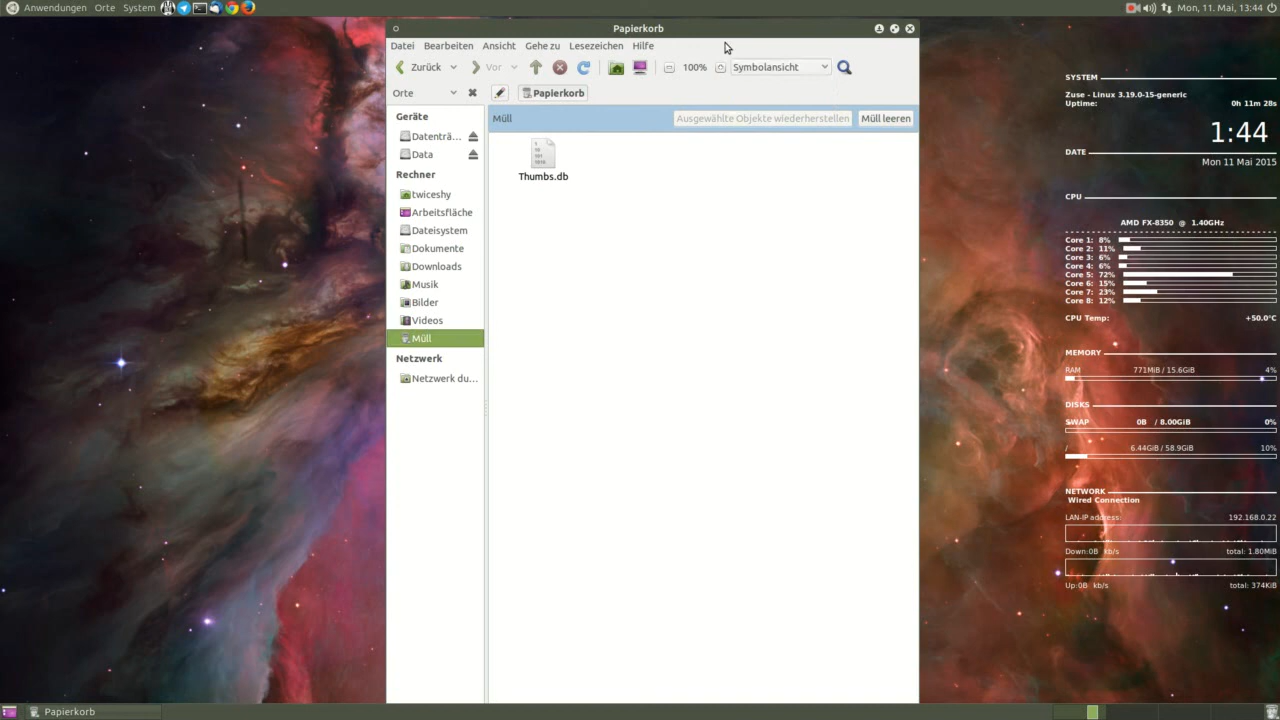 Anwendungen Orte System
Mon, 11. Mai, 13:44
Papierkorb
Datei Bearbeiten Ansicht Gehe zu Lesezeichen Hilfe
Zurück Vor 100% Symbolansicht
Orte Papierkorb
Müll Ausgewählte Objekte wiederherstellen Müll leeren
Geräte
Datenträ...
Data
Rechner
twiceshy
Arbeitsfläche
Dateisystem
Dokumente
Downloads
Musik
Bilder
Videos
Müll
Netzwerk
Netzwerk du...
1
10
101
1010
Thumbs.db
SYSTEM
Zuse - Linux 3.19.0-15-generic
Uptime: 0h 11m 28s
1:44
DATE
Mon 11 Mai 2015
CPU
AMD FX-8350 @ 1.40GHz
Core 1: 8%
Core 2: 11%
Core 3: 6%
Core 4: 6%
Core 5: 72%
Core 6: 15%
Core 7: 23%
Core 8: 12%
CPU Temp: +50.0°C
MEMORY
RAM 771MiB / 15.6GiB 4%
DISKS
SWAP 0B / 8.00GiB 0%
/ 6.44GiB / 58.9GiB 10%
NETWORK
Wired Connection
LAN-IP address: 192.168.0.22
Down:0B kb/s total: 1.80MiB
Up:0B kb/s total: 374KiB
Papierkorb